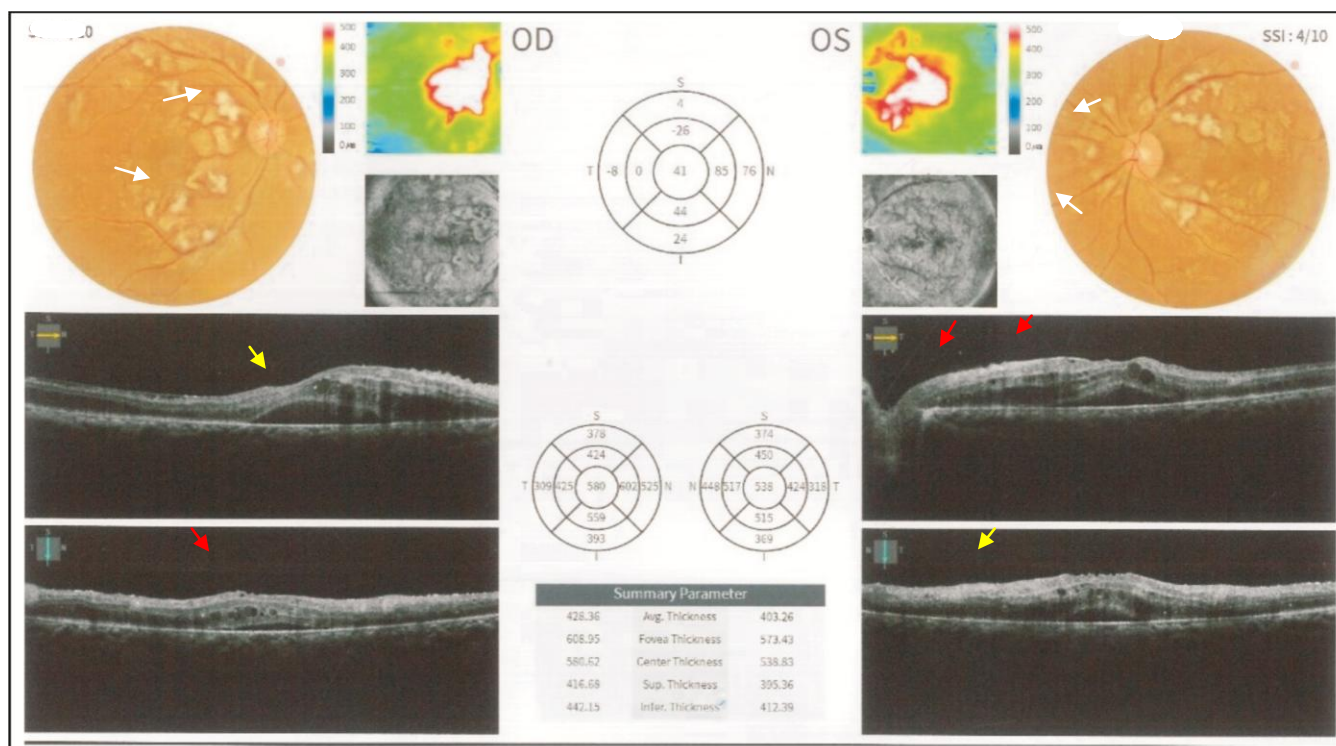 OD
OS
SSI : 4/10
500
400
300
200
100
0 μm
500
400
300
200
100
0 μm
S
4
-26
T -8 0 41 85 76 N
44
24
I
S
378
424
T 309 425 580 602 525 N
559
393
I
S
374
450
N 448 517 538 424 318 T
515
369
I
Summary Parameter
428.36 Avg. Thickness 403.26
608.95 Fovea Thickness 573.43
580.62 Center Thickness 538.83
416.68 Sup. Thickness 395.36
442.15 Infer. Thickness 412.39